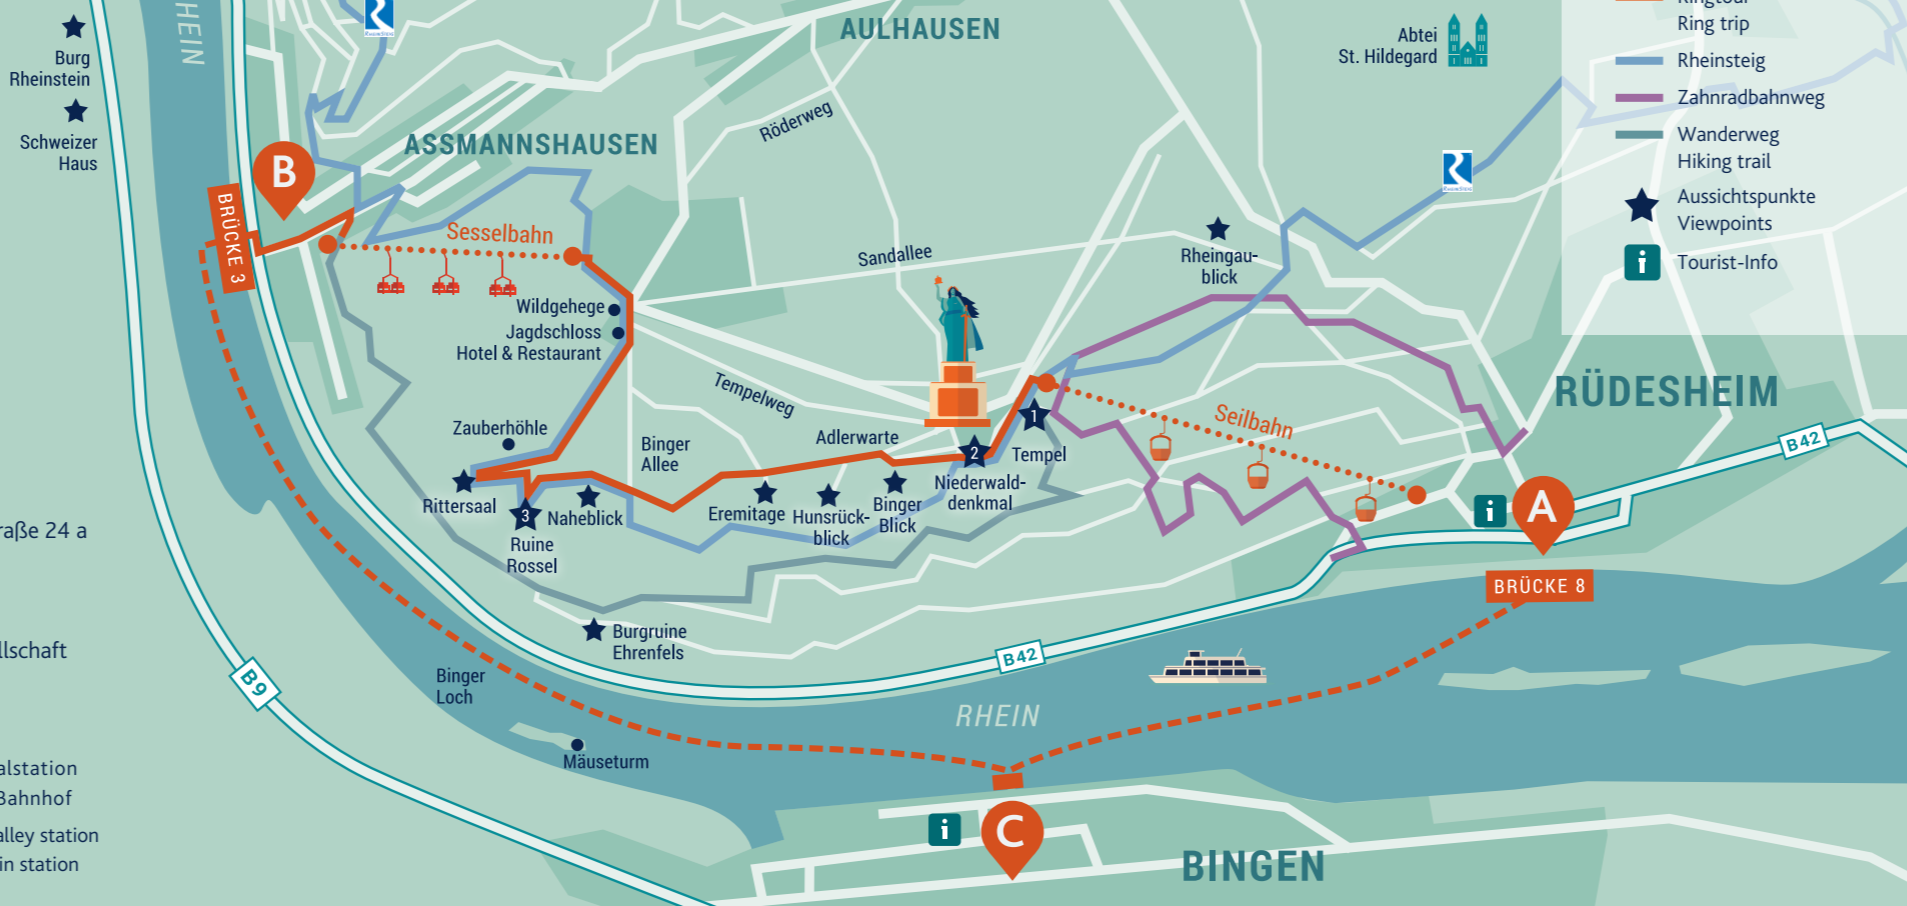 Burg
Rheinstein
Schweizer
Haus
RHEIN
B
BRÜCKE 3
ASSMANNSHAUSEN
AULHAUSEN
Röderweg
Abtei
St. Hildegard
Ring trip
Rheinsteig
Zahnradbahnweg
Wanderweg
Hiking trail
Aussichtspunkte
Viewpoints
i
Tourist-Info
Sesselbahn
Sandallee
Rheingau-
blick
Wildgehege
Jagdschloss
Hotel & Restaurant
Tempelweg
RÜDESHEIM
Seilbahn
B42
Zauberhöhle
Binger
Allee
Adlerwarte
1
Tempel
2
Niederwald-
denkmal
Rittersaal
3
Ruine
Rossel
Naheblick
Eremitage
Hunsrück-
blick
Binger
Blick
i
A
BRÜCKE 8
Burgruine
Ehrenfels
B42
B9
Binger
Loch
RHEIN
Mäuseturm
i
C
BINGEN
raße 24 a
llschaft
alstation
Bahnhof
alley station
in station